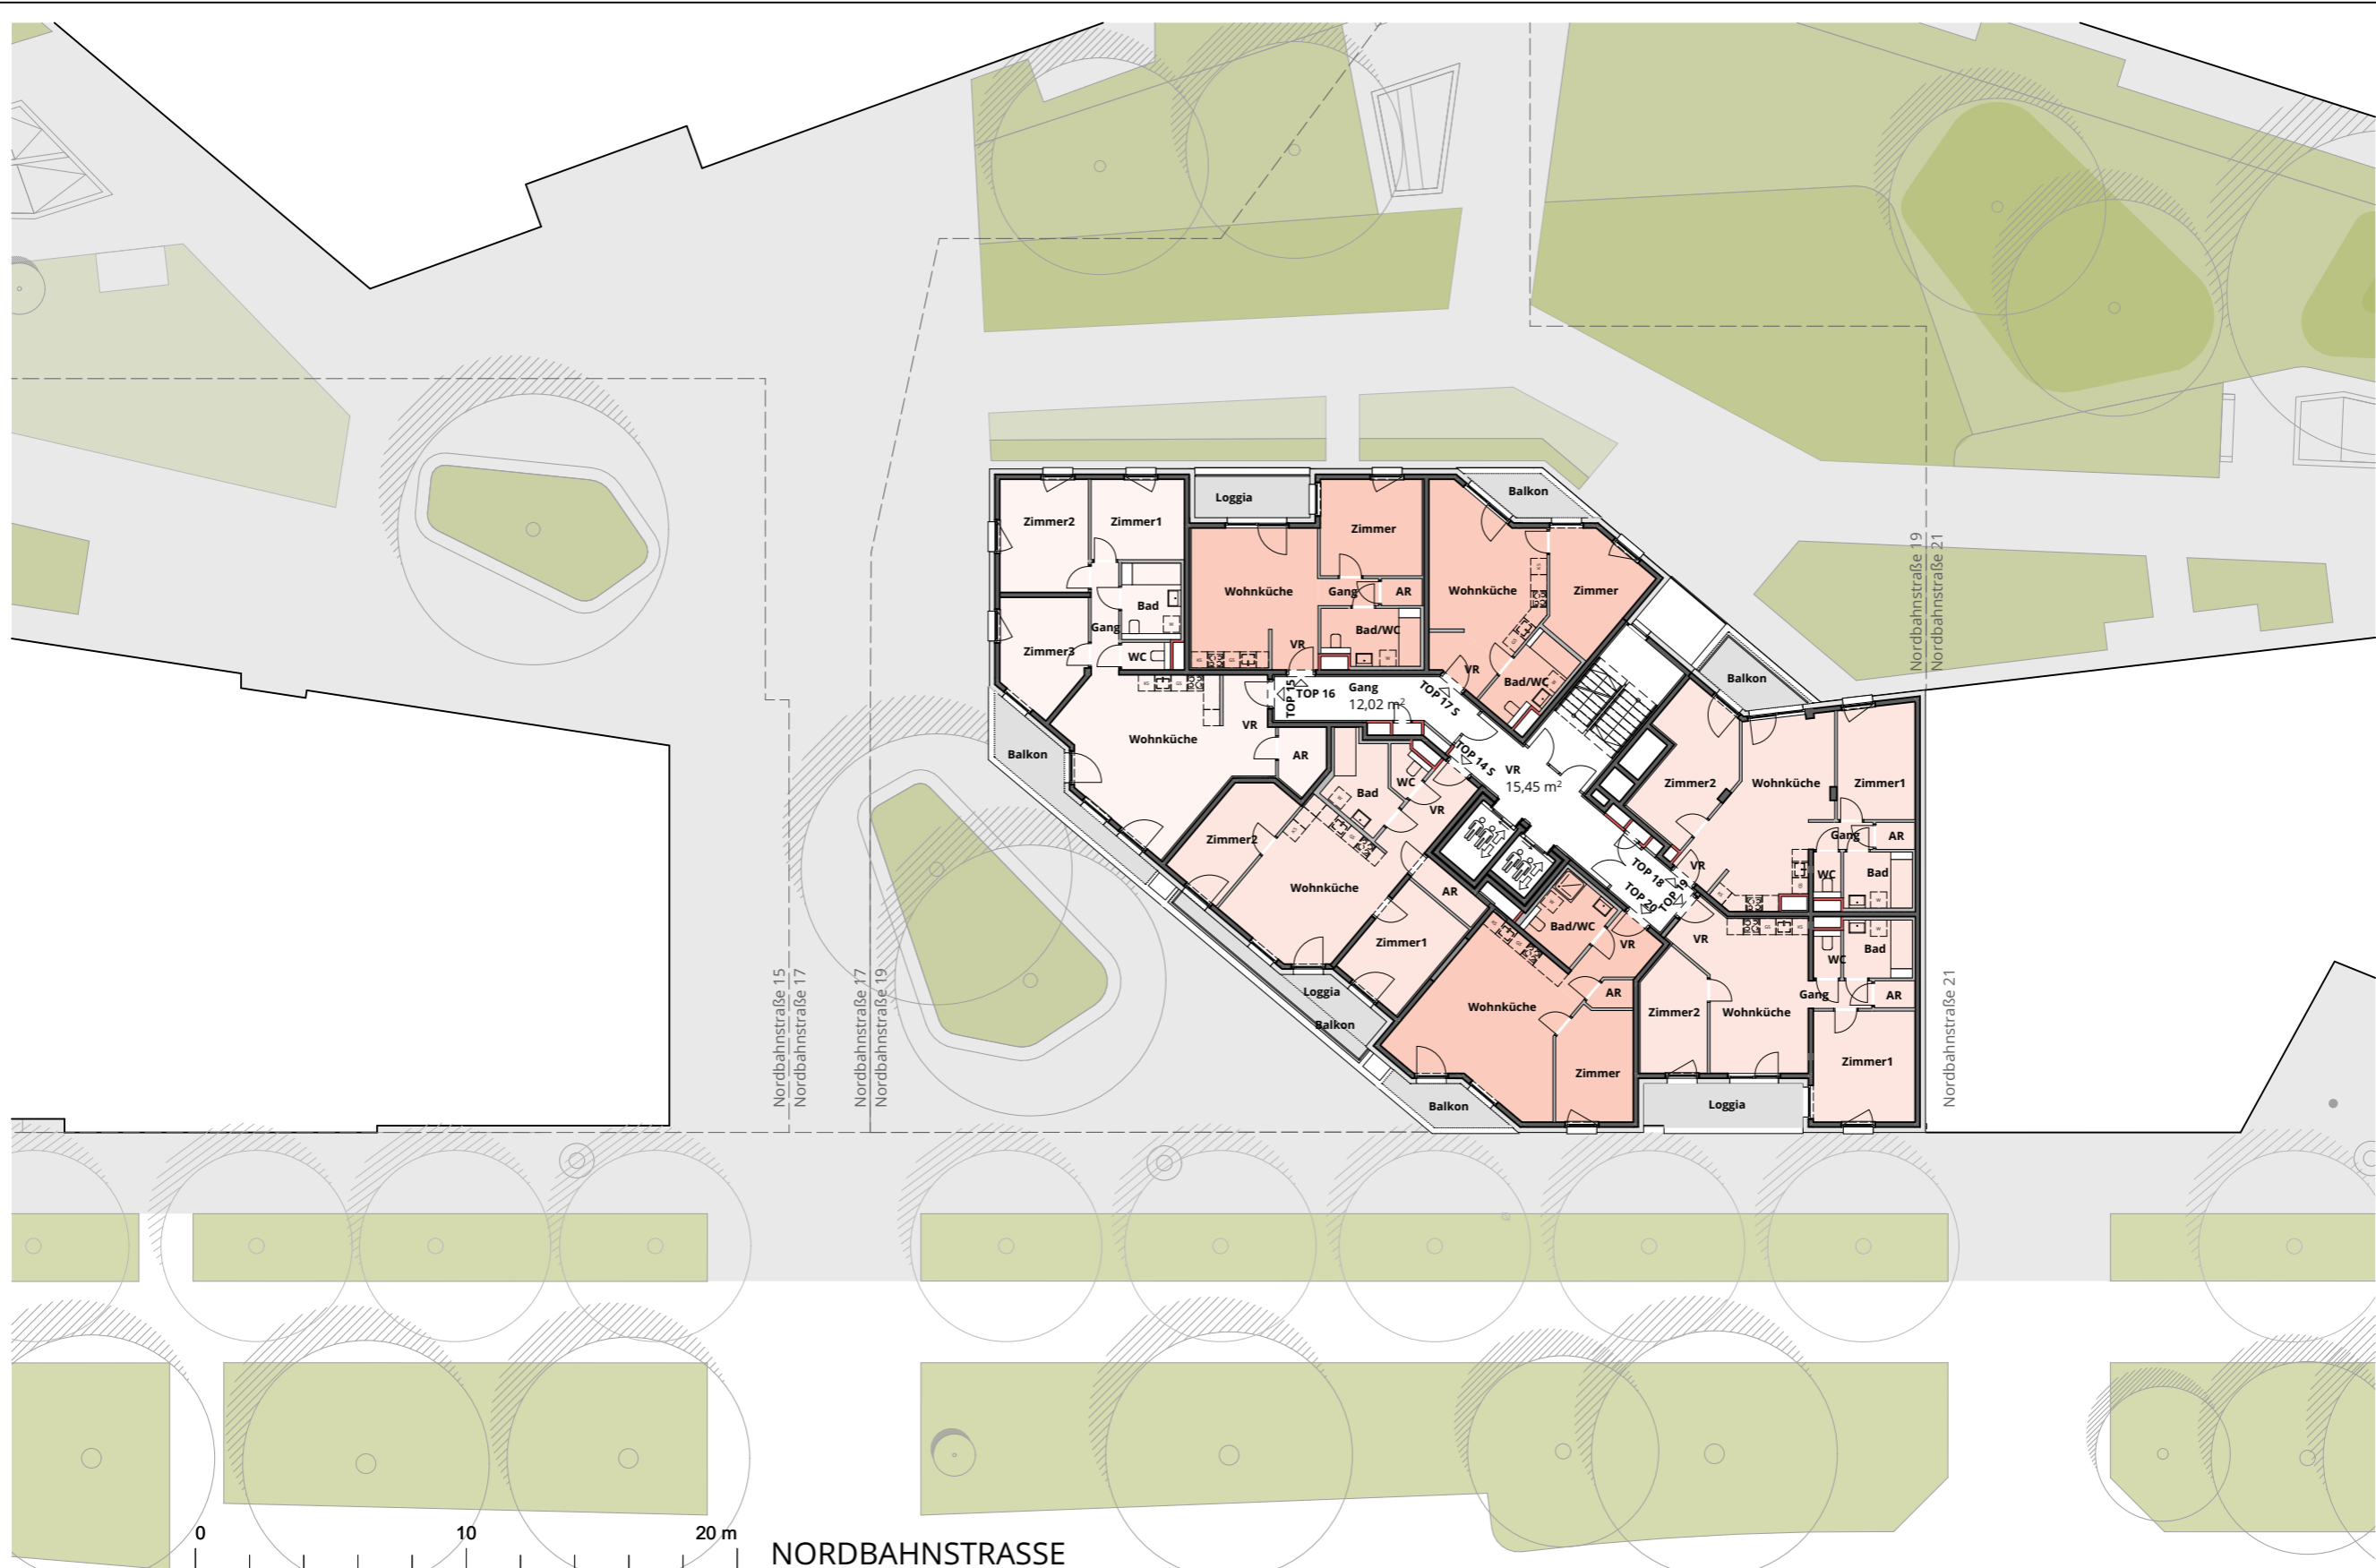 Loggia
Balkon
Zimmer2
Zimmer1
Zimmer
Wohnküche
Gang
AR
Wohnküche
Zimmer
Bad
Gang
Bad/WC
WC
VR
Zimmer3
VR
Bad/WC
Balkon
TOP 15
TOP 16
Gang
12,02 m²
TOP 17 S
VR
Wohnküche
Balkon
AR
TOP 14 S
VR
15,45 m²
WC
Bad
VR
Zimmer2
Wohnküche
Zimmer1
Zimmer2
Gang
AR
VR
WC
Bad
TOP 18
TOP 19
TOP 20
Wohnküche
AR
Zimmer1
Bad/WC
VR
VR
WC
Bad
Loggia
Balkon
Wohnküche
AR
Zimmer2
Wohnküche
Gang
AR
Zimmer
Zimmer1
Balkon
Loggia
Nordbahnstraße 19
Nordbahnstraße 21
Nordbahnstraße 15
Nordbahnstraße 17
Nordbahnstraße 17
Nordbahnstraße 19
Nordbahnstraße 21
0 10 20 m
NORDBAHNSTRASSE